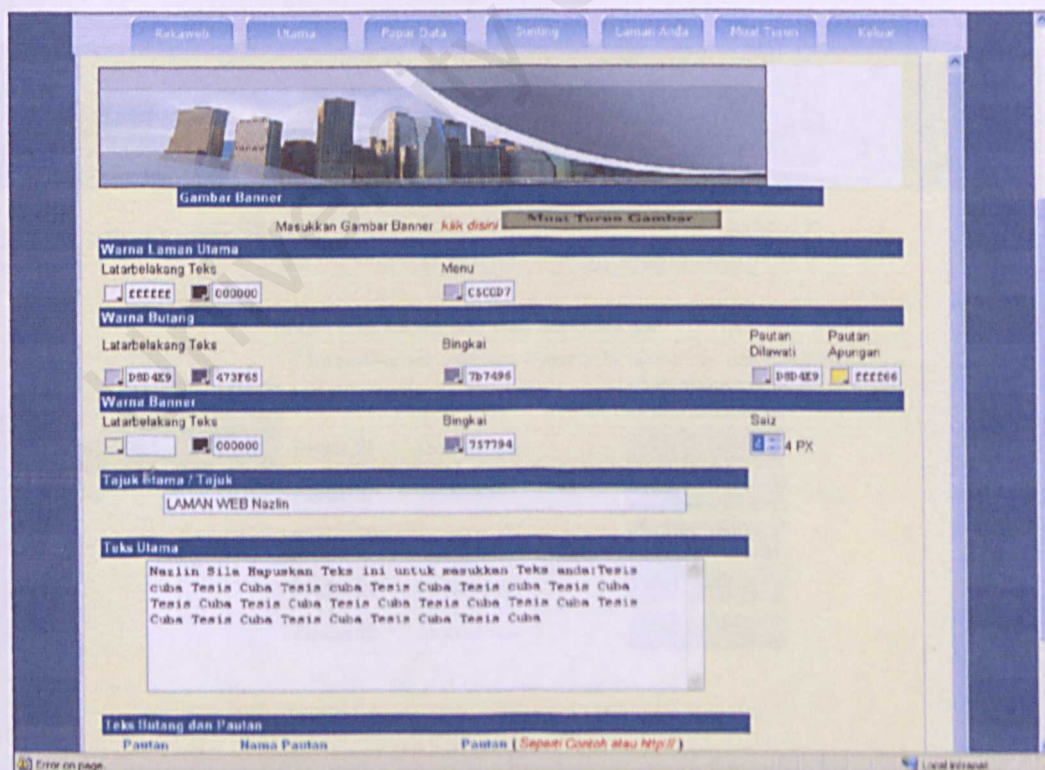 Rekaweb Utama Papar Data Sunting Laman Anda Muat Turun Keluar
Gambar Banner
Masukkan Gambar Banner klik disini Muat Turun Gambar
Warna Laman Utama
Latarbelakang Teks Menu
ffffff 000000 C5C0D7
Warna Butang
Latarbelakang Teks Bingkai Pautan Dilawati Pautan Apungan
D8D4E9 473F65 7b7496 D8D4E9 ffff66
Warna Banner
Latarbelakang Teks Bingkai Saiz
000000 757794 4 4 PX
Tajuk Utama / Tajuk
LAMAN WEB Nazlin
Teks Utama
Nazlin Sila Hapuskan Teks ini untuk masukkan Teks anda:Tesis
cuba Tesis Cuba Tesis cuba Tesis Cuba Tesis cuba Tesis Cuba
Tesis Cuba Tesis Cuba Tesis Cuba Tesis Cuba Tesis Cuba Tesis
Cuba Tesis Cuba Tesis Cuba Tesis Cuba Tesis Cuba
Teks Butang dan Pautan
Pautan Nama Pautan Pautan ( Seperti Contoh atau http:// )
Error on page. Local intranet